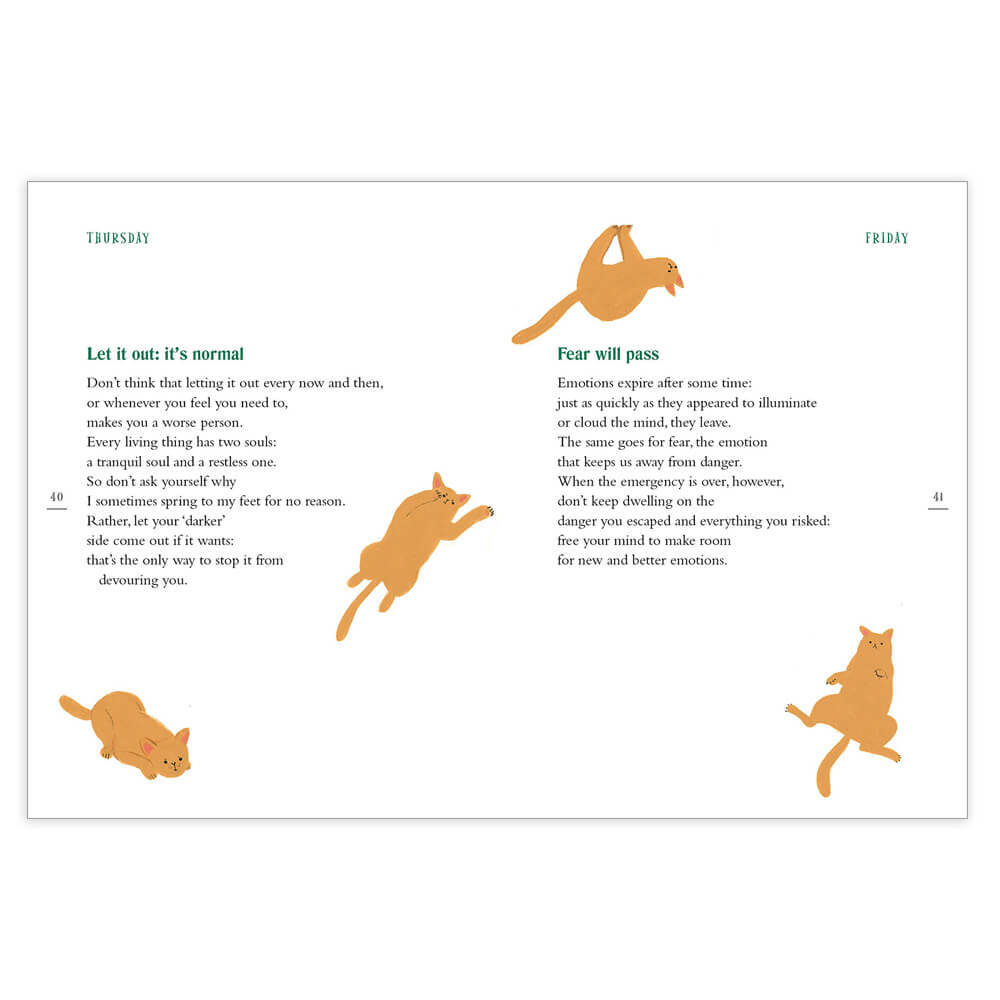 THURSDAY
Let it out: it's normal
Don't think that letting it out every now and then,
or whenever you feel you need to,
makes you a worse person.
Every living thing has two souls:
a tranquil soul and a restless one.
So don't ask yourself why
I sometimes spring to my feet for no reason.
Rather, let your ‘darker’
side come out if it wants:
that's the only way to stop it from
devouring you.
40
FRIDAY
Fear will pass
Emotions expire after some time:
just as quickly as they appeared to illuminate
or cloud the mind, they leave.
The same goes for fear, the emotion
that keeps us away from danger.
When the emergency is over, however,
don't keep dwelling on the
danger you escaped and everything you risked:
free your mind to make room
for new and better emotions.
41